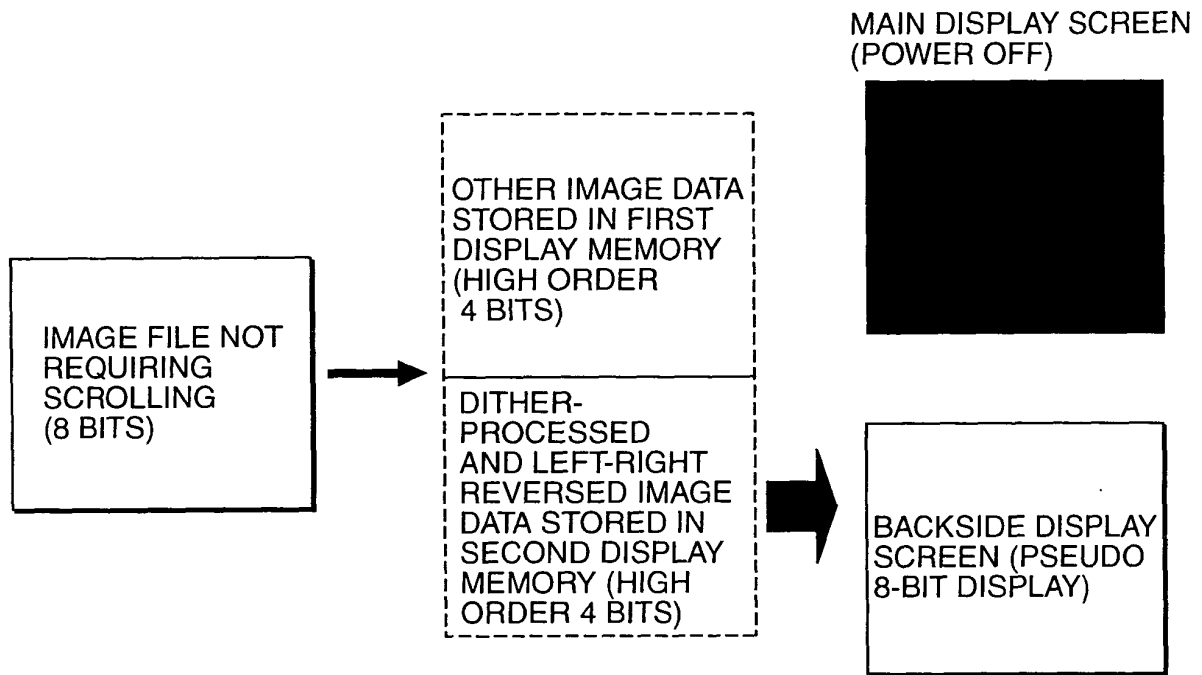 MAIN DISPLAY SCREEN
(POWER OFF)
OTHER IMAGE DATA
STORED IN FIRST
DISPLAY MEMORY
(HIGH ORDER
4 BITS)
IMAGE FILE NOT
REQUIRING
SCROLLING
(8 BITS)
DITHER-
PROCESSED
AND LEFT-RIGHT
REVERSED IMAGE
DATA STORED IN
SECOND DISPLAY
MEMORY (HIGH
ORDER 4 BITS)
BACKSIDE DISPLAY
SCREEN (PSEUDO
8-BIT DISPLAY)